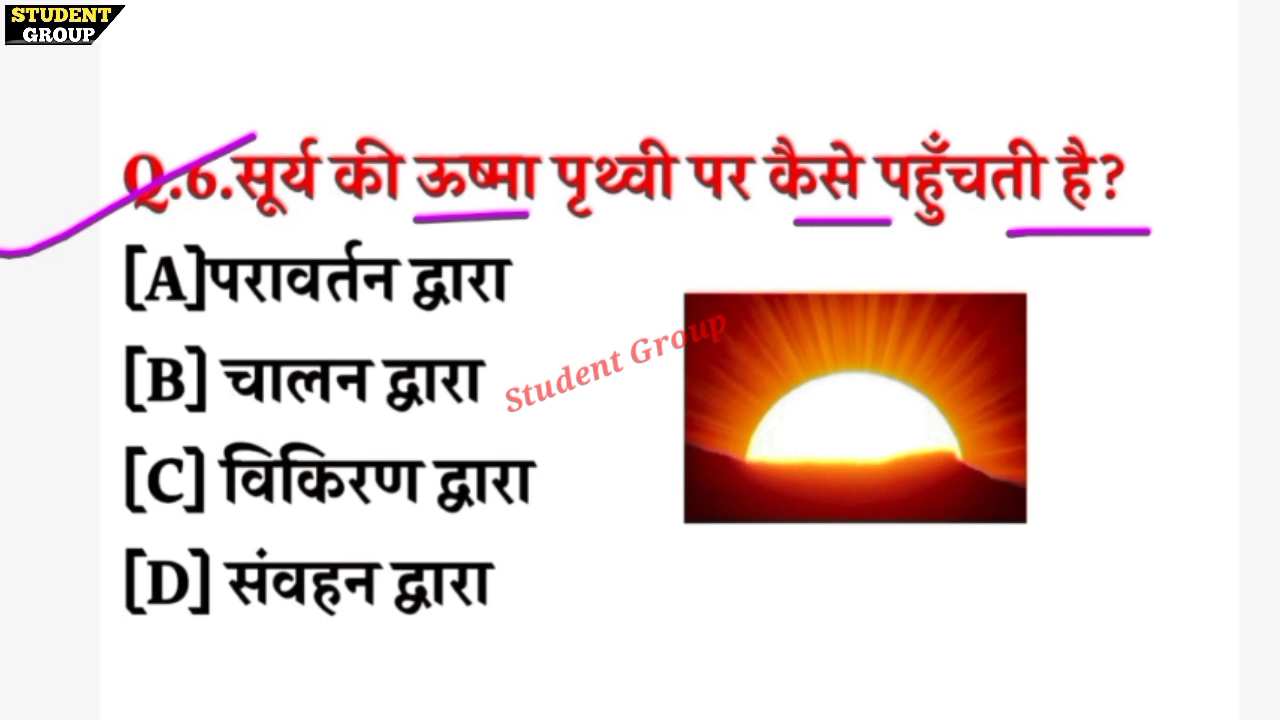 STUDENT
GROUP
Q.6.सूर्य की ऊष्मा पृथ्वी पर कैसे पहुँचती है?
[A]परावर्तन द्वारा
[B] चालन द्वारा
Student Group
[C] विकिरण द्वारा
[D] संवहन द्वारा